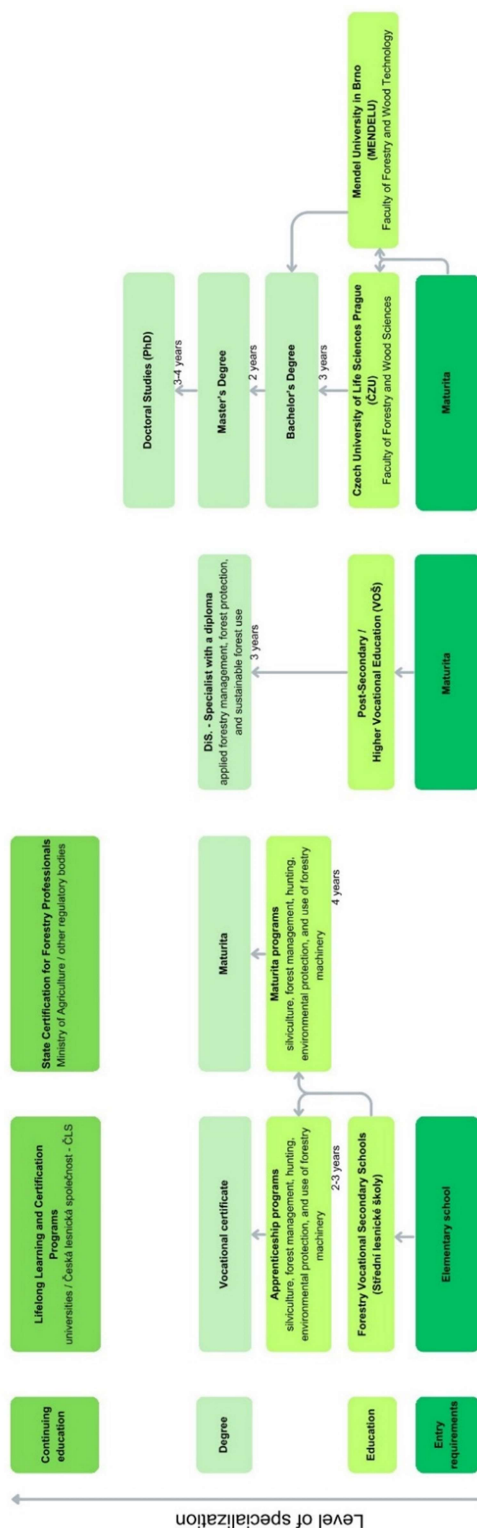 Level of specialization
Continuing
education
Degree
Education
Entry
requirements
Lifelong Learning and Certification
Programs
universities / Česká lesnická společnost - ČLS
State Certification for Forestry Professionals
Ministry of Agriculture / other regulatory bodies
Vocational certificate
Apprenticeship programs
silviculture, forest management, hunting,
environmental protection, and use of forestry
machinery
2-3 years
Forestry Vocational Secondary Schools
(Střední lesnické školy)
Elementary school
Maturita
Maturita programs
silviculture, forest management, hunting,
environmental protection, and use of forestry
machinery
4 years
DiS. - Specialist with a diploma
applied forestry management, forest protection,
and sustainable forest use
3 years
Post-Secondary /
Higher Vocational Education (VOŠ)
Maturita
Doctoral Studies (PhD)
3-4 years
Master's Degree
2 years
Bachelor's Degree
3 years
Czech University of Life Sciences Prague
(ČZU)
Faculty of Forestry and Wood Sciences
Maturita
Mendel University in Brno
(MENDELU)
Faculty of Forestry and Wood Technology